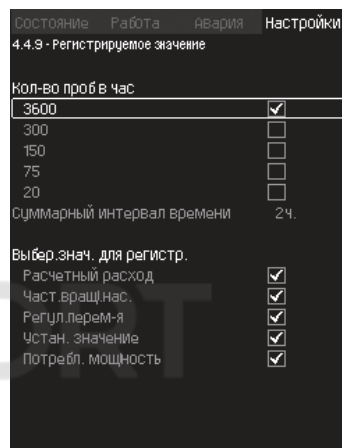 Состояние Работа Авария Настройки
4.4.9 - Регистрируемое значение
Кол-во проб в час
3600
300
150
75
20
Суммарный интервал времени 2ч.
Выбер.знач. для регистр.
Расчетный расход
Част.вращ.нас.
Регул.перем-я
Устан. значение
Потребл. мощность